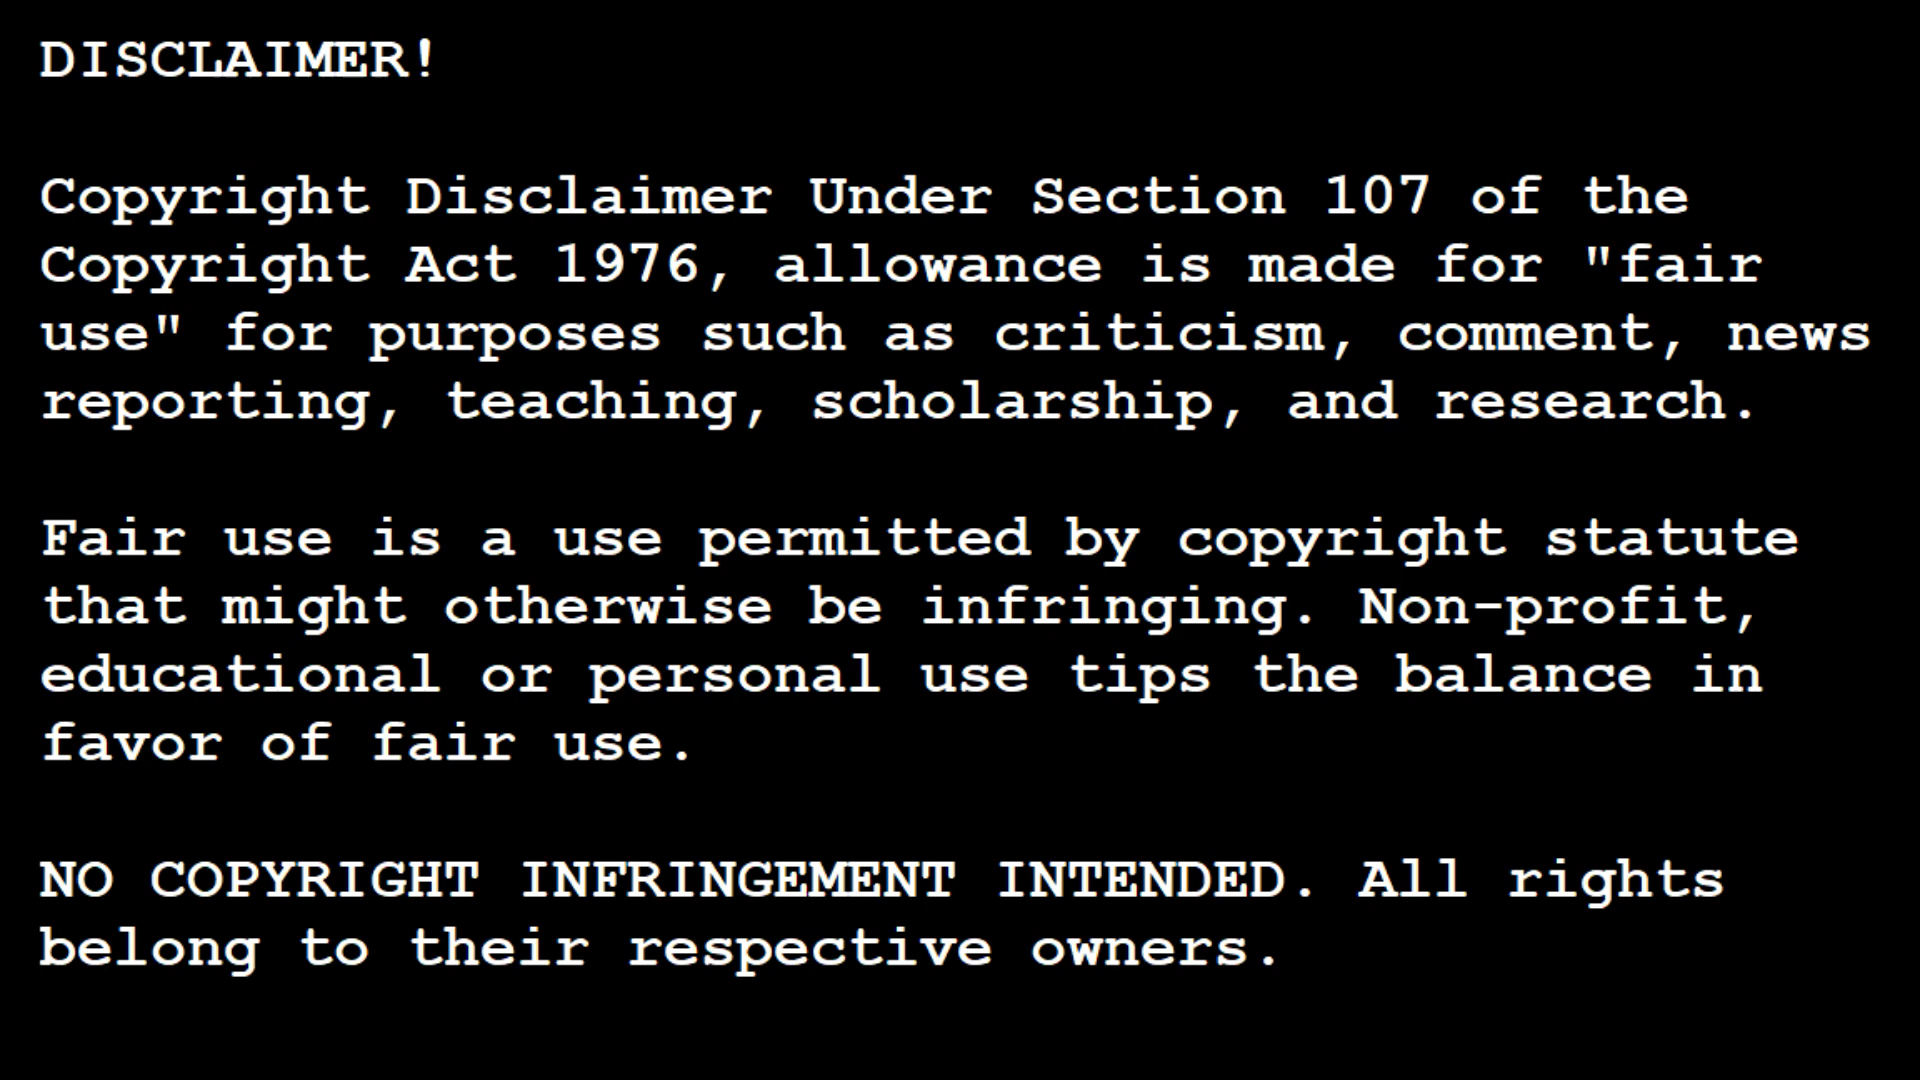 DISCLAIMER!
Copyright Disclaimer Under Section 107 of the
Copyright Act 1976, allowance is made for "fair
use" for purposes such as criticism, comment, news
reporting, teaching, scholarship, and research.
Fair use is a use permitted by copyright statute
that might otherwise be infringing. Non-profit,
educational or personal use tips the balance in
favor of fair use.
NO COPYRIGHT INFRINGEMENT INTENDED. All rights
belong to their respective owners.